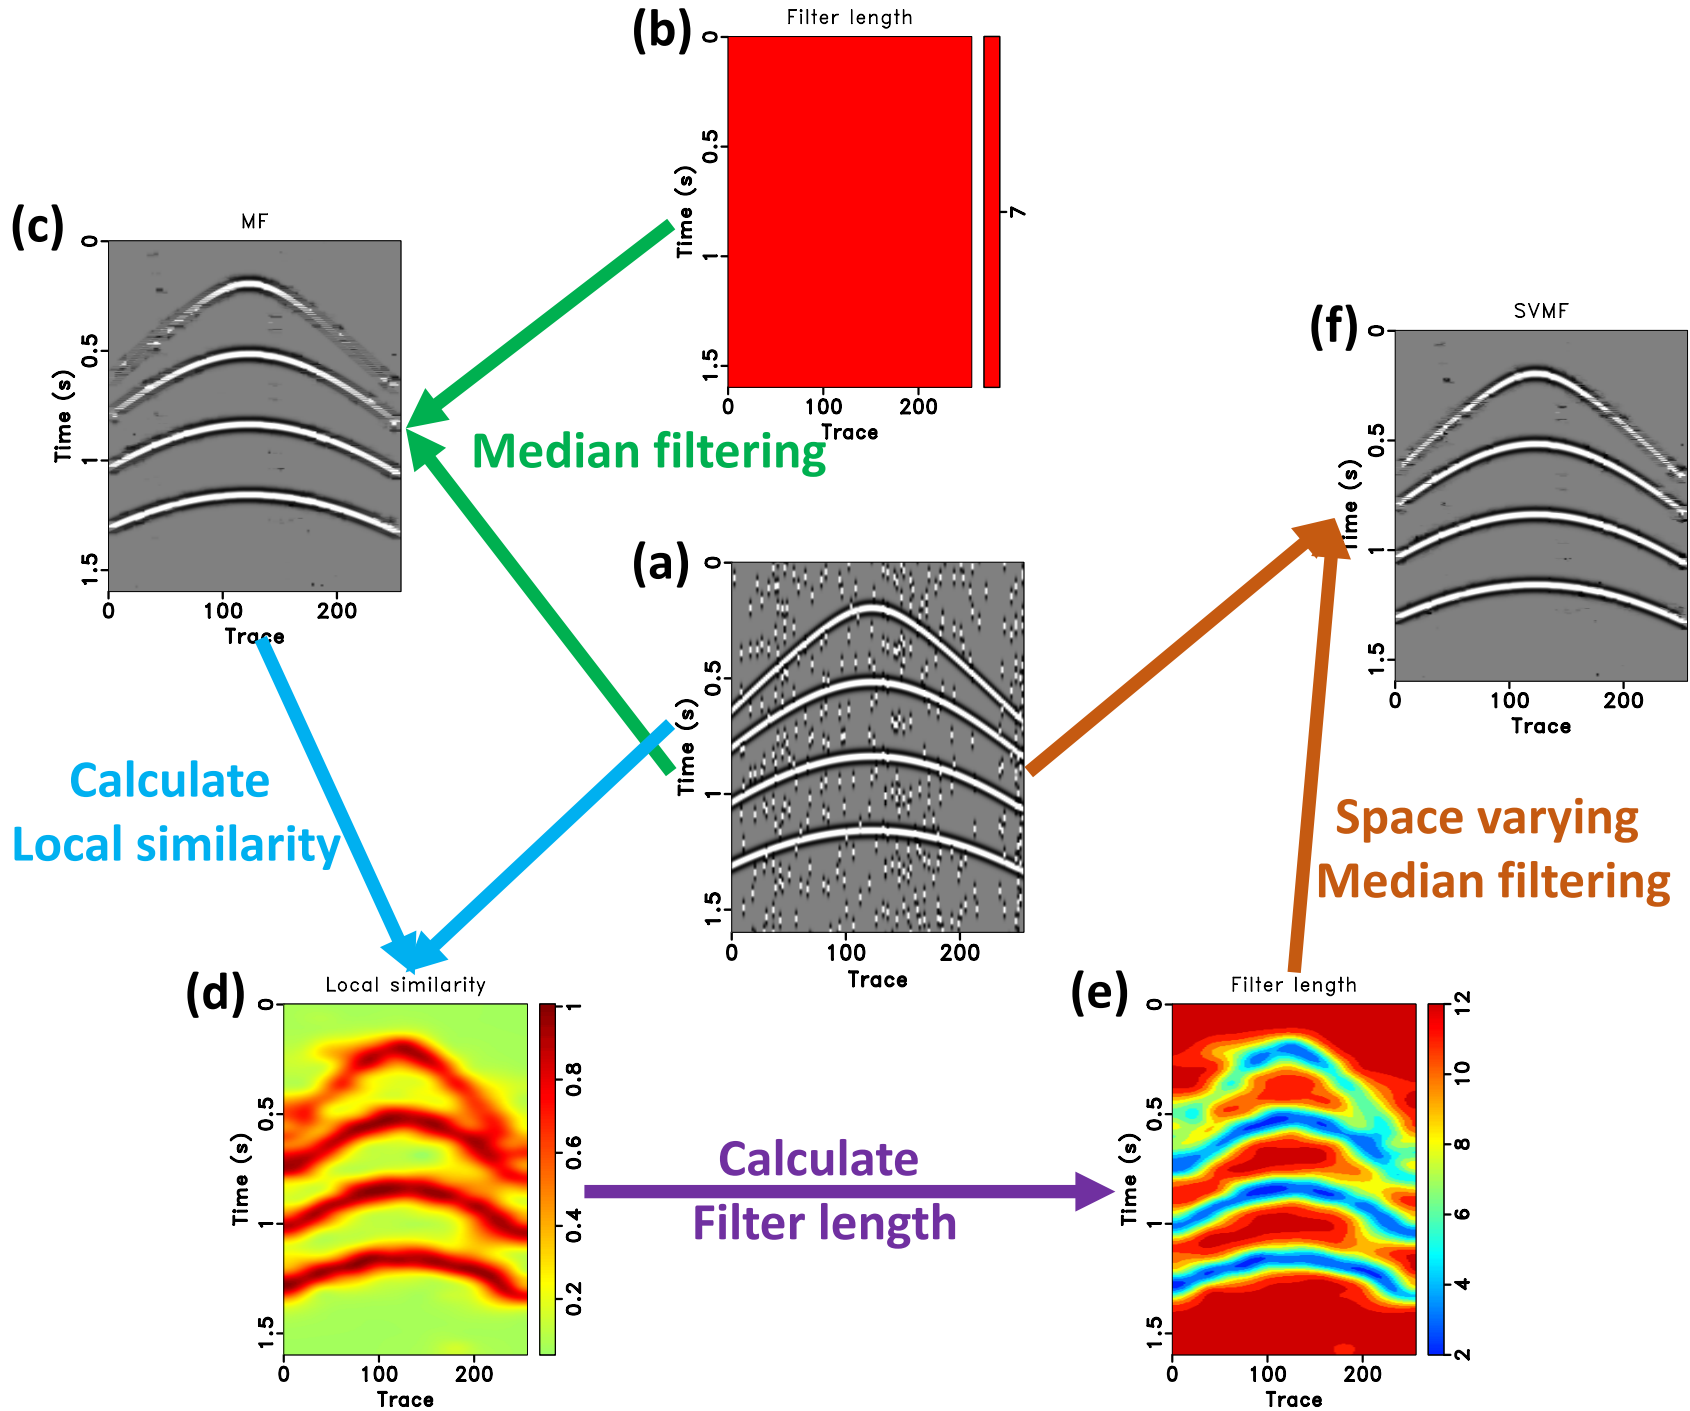 (b)
Filter length
0
0.5
1
1.5
Time (s)
0 100 200
Trace
7
(c)
MF
0
0.5
1
1.5
Time (s)
0 100 200
Trace
Median filtering
(f)
SVMF
0
0.5
1
1.5
Time (s)
0 100 200
Trace
(a)
0
0.5
1
1.5
Time (s)
0 100 200
Trace
Calculate
Local similarity
Space varying
Median filtering
(d)
Local similarity
0
0.5
1
1.5
Time (s)
0 100 200
Trace
1
0.8
0.6
0.4
0.2
Calculate
Filter length
(e)
Filter length
0
0.5
1
1.5
Time (s)
0 100 200
Trace
12
10
8
6
4
2